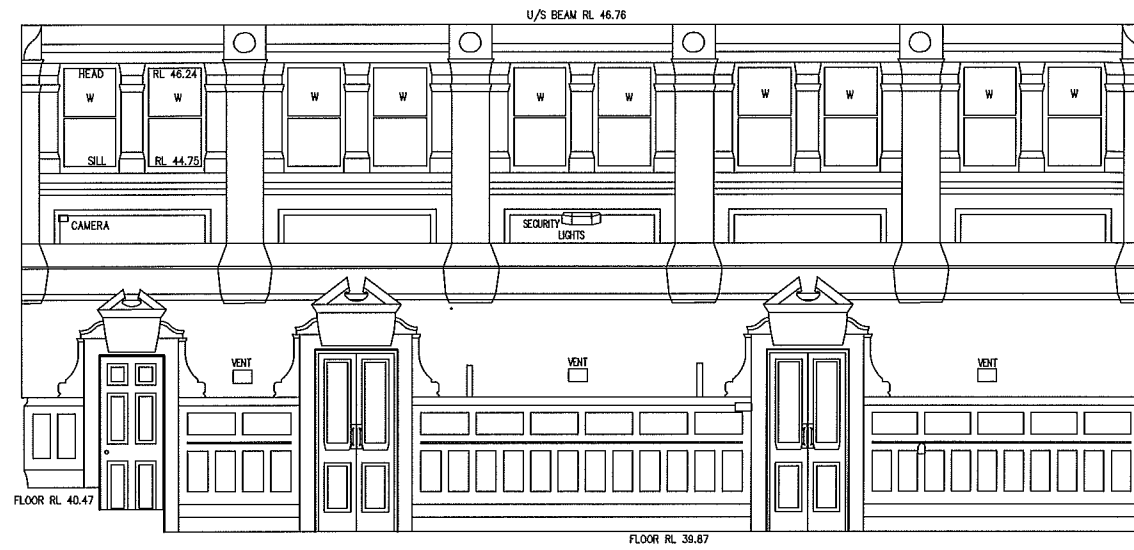 U/S BEAM RL 46.76
HEAD RL 46.24
W W W W W W W W W W
SILL RL 44.75
CAMERA
SECURITY
LIGHTS
VENT VENT VENT
FLOOR RL 40.47
FLOOR RL 39.87